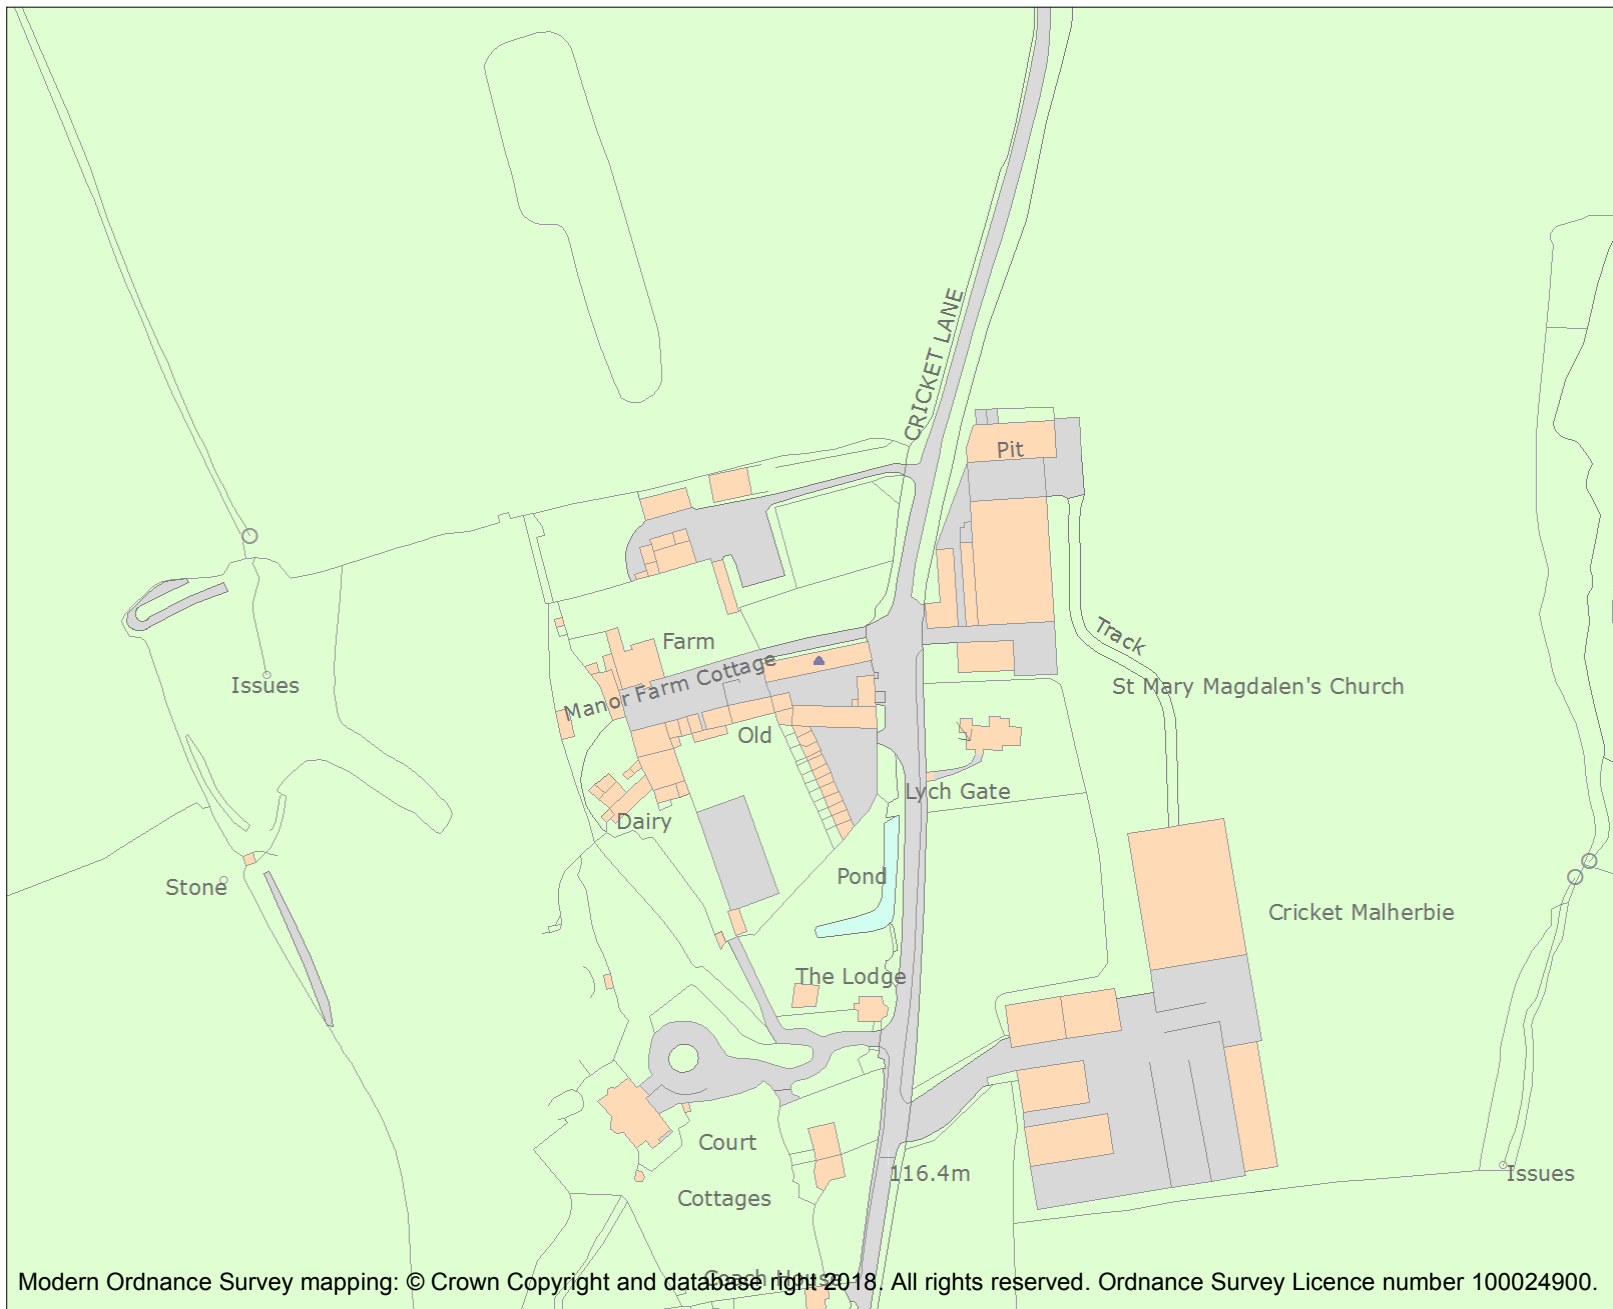 CRICKET LANE
Pit
Track
Farm
Manor Farm Cottage
Issues
St Mary Magdalen's Church
Old
Lych Gate
Dairy
Pond
Stone
Cricket Malherbie
The Lodge
Court
Cottages
116.4m
Issues
Coach House
Modern Ordnance Survey mapping: © Crown Copyright and database right 2018. All rights reserved. Ordnance Survey Licence number 100024900.